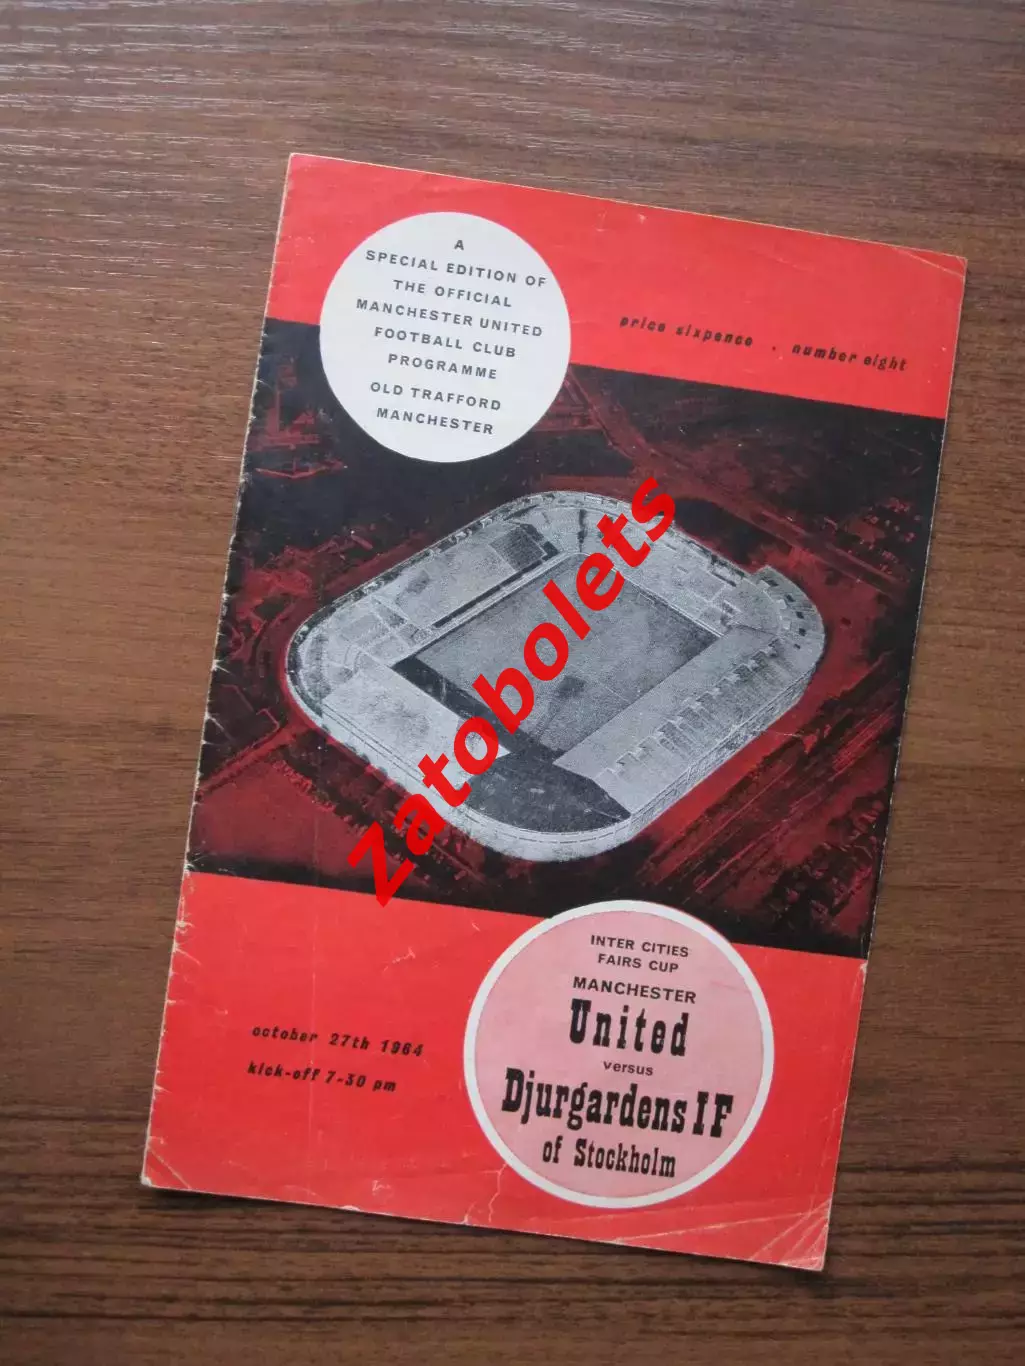 A
SPECIAL EDITION OF
THE OFFICIAL
MANCHESTER UNITED
FOOTBALL CLUB
PROGRAMME
OLD TRAFFORD
MANCHESTER
price sixpence . number eight
Zatobolets
INTER CITIES
FAIRS CUP
MANCHESTER
United
versus
Djurgardens IF
of Stockholm
october 27th 1964
kick-off 7-30 pm